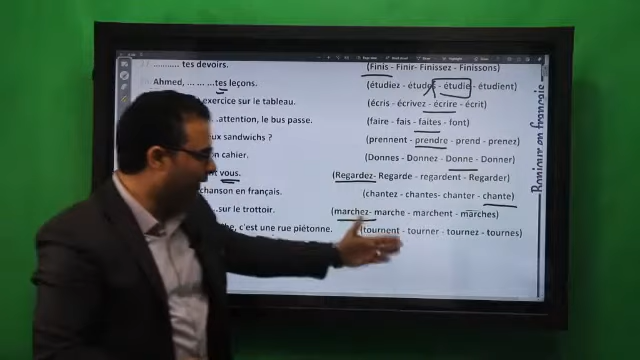 ........... tes devoirs. (Finis - Finir- Finissez - Finissons)
Ahmed, ... ...tes leçons. (étudiez - études - étudie - étudient)
exercice sur le tableau. (écris - écrivez - écrire - écrit)
...attention, le bus passe. (faire - fais - faites - font)
ux sandwichs ? (prennent - prendre - prend - prenez)
cahier. (Donnes - Donnez - Donne - Donner)
vous. (Regardez- Regarde - regardent - Regarder)
chanson en français. (chantez - chantes- chanter - chante)
...sur le trottoir. (marchez- marche - marchent - marches)
c'est une rue piétonne. (tournent - tourner - tournez - tournes)
Bonjour en français